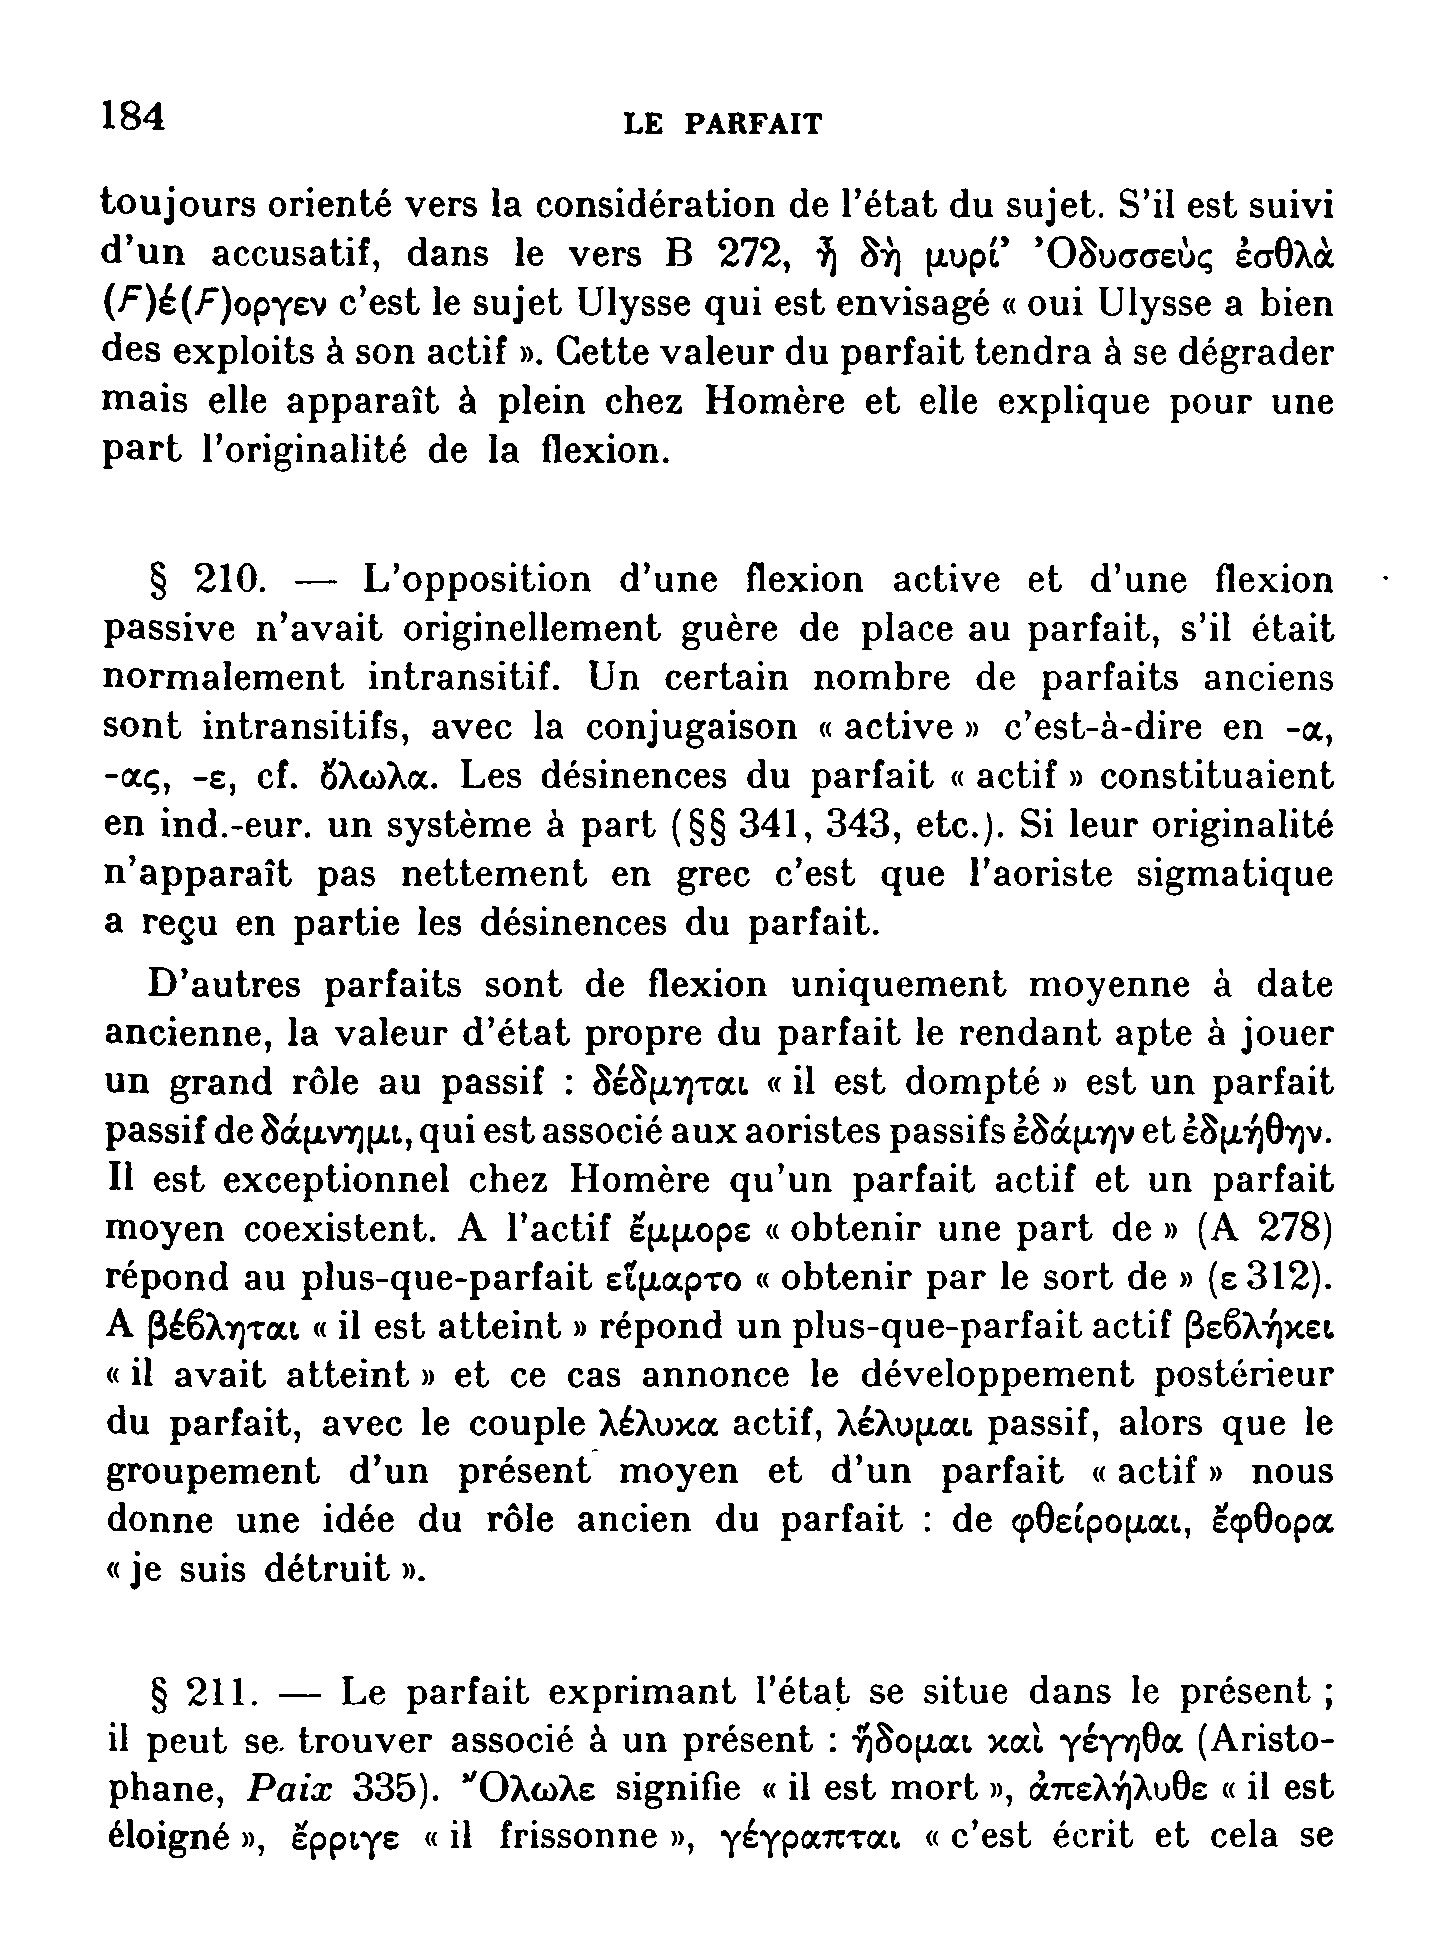 184
LE PARFAIT
toujours orienté vers la considération de l'état du sujet. S'il est suivi
d'un accusatif, dans le vers B 272, ἦ δὴ μυρί' Ὀδυσσεὺς ἐσθλὰ
(Ϝ)έ(Ϝ)οργεν c'est le sujet Ulysse qui est envisagé « oui Ulysse a bien
des exploits à son actif ». Cette valeur du parfait tendra à se dégrader
mais elle apparaît à plein chez Homère et elle explique pour une
part l'originalité de la flexion.
§ 210. — L'opposition d'une flexion active et d'une flexion
passive n'avait originellement guère de place au parfait, s'il était
normalement intransitif. Un certain nombre de parfaits anciens
sont intransitifs, avec la conjugaison « active » c'est-à-dire en -α,
-ας, -ε, cf. ὄλωλα. Les désinences du parfait « actif » constituaient
en ind.-eur. un système à part (§§ 341, 343, etc.). Si leur originalité
n'apparaît pas nettement en grec c'est que l'aoriste sigmatique
a reçu en partie les désinences du parfait.
D'autres parfaits sont de flexion uniquement moyenne à date
ancienne, la valeur d'état propre du parfait le rendant apte à jouer
un grand rôle au passif : δέδμηται « il est dompté » est un parfait
passif de δάμνημι, qui est associé aux aoristes passifs ἐδάμην et ἐδμήθην.
Il est exceptionnel chez Homère qu'un parfait actif et un parfait
moyen coexistent. A l'actif ἔμμορε « obtenir une part de » (A 278)
répond au plus-que-parfait εἵμαρτο « obtenir par le sort de » (ε 312).
A βέϐληται « il est atteint » répond un plus-que-parfait actif βεϐλήκει
« il avait atteint » et ce cas annonce le développement postérieur
du parfait, avec le couple λέλυκα actif, λέλυμαι passif, alors que le
groupement d'un présent moyen et d'un parfait « actif » nous
donne une idée du rôle ancien du parfait : de φθείρομαι, ἔφθορα
« je suis détruit ».
§ 211. — Le parfait exprimant l'état se situe dans le présent ;
il peut se trouver associé à un présent : ἥδομαι καὶ γέγηθα (Aristo-
phane, Paix 335). Ὄλωλε signifie « il est mort », ἀπελήλυθε « il est
éloigné », ἔρριγε « il frissonne », γέγραπται « c'est écrit et cela se